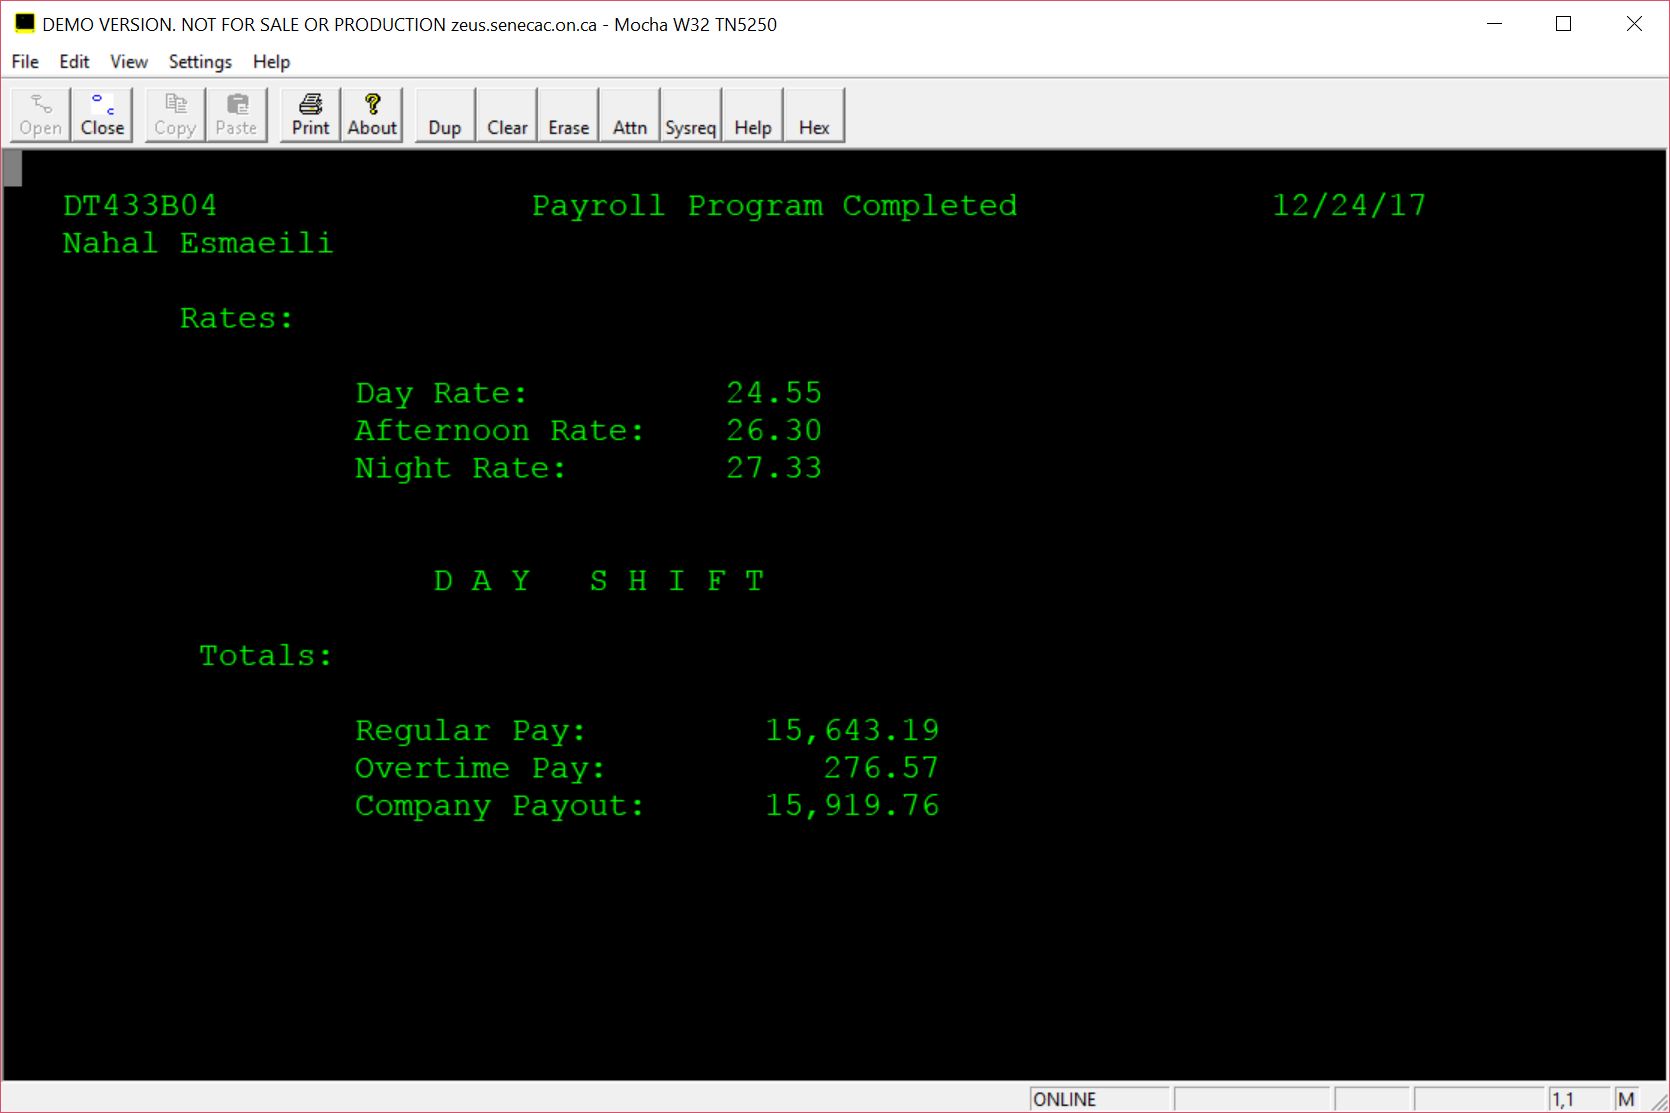 DEMO VERSION. NOT FOR SALE OR PRODUCTION zeus.senecac.on.ca - Mocha W32 TN5250
File Edit View Settings Help
Open Close Copy Paste Print About Dup Clear Erase Attn Sysreq Help Hex
DT433B04 Payroll Program Completed 12/24/17
Nahal Esmaeili
Rates:
Day Rate: 24.55
Afternoon Rate: 26.30
Night Rate: 27.33
D A Y S H I F T
Totals:
Regular Pay: 15,643.19
Overtime Pay: 276.57
Company Payout: 15,919.76
ONLINE 1,1 M